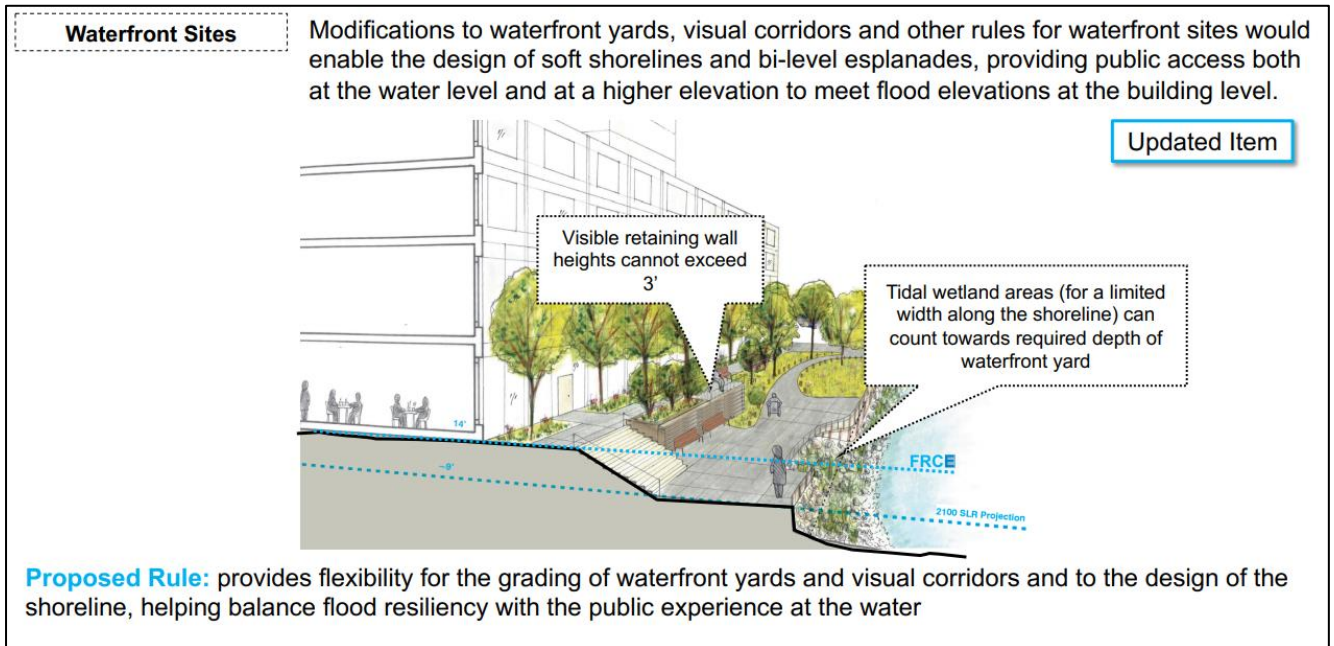 Waterfront Sites
Modifications to waterfront yards, visual corridors and other rules for waterfront sites would
enable the design of soft shorelines and bi-level esplanades, providing public access both
at the water level and at a higher elevation to meet flood elevations at the building level.
Updated Item
Visible retaining wall
heights cannot exceed
3'
Tidal wetland areas (for a limited
width along the shoreline) can
count towards required depth of
waterfront yard
14'
FRCE
~9'
2100 SLR Projection
Proposed Rule: provides flexibility for the grading of waterfront yards and visual corridors and to the design of the
shoreline, helping balance flood resiliency with the public experience at the water